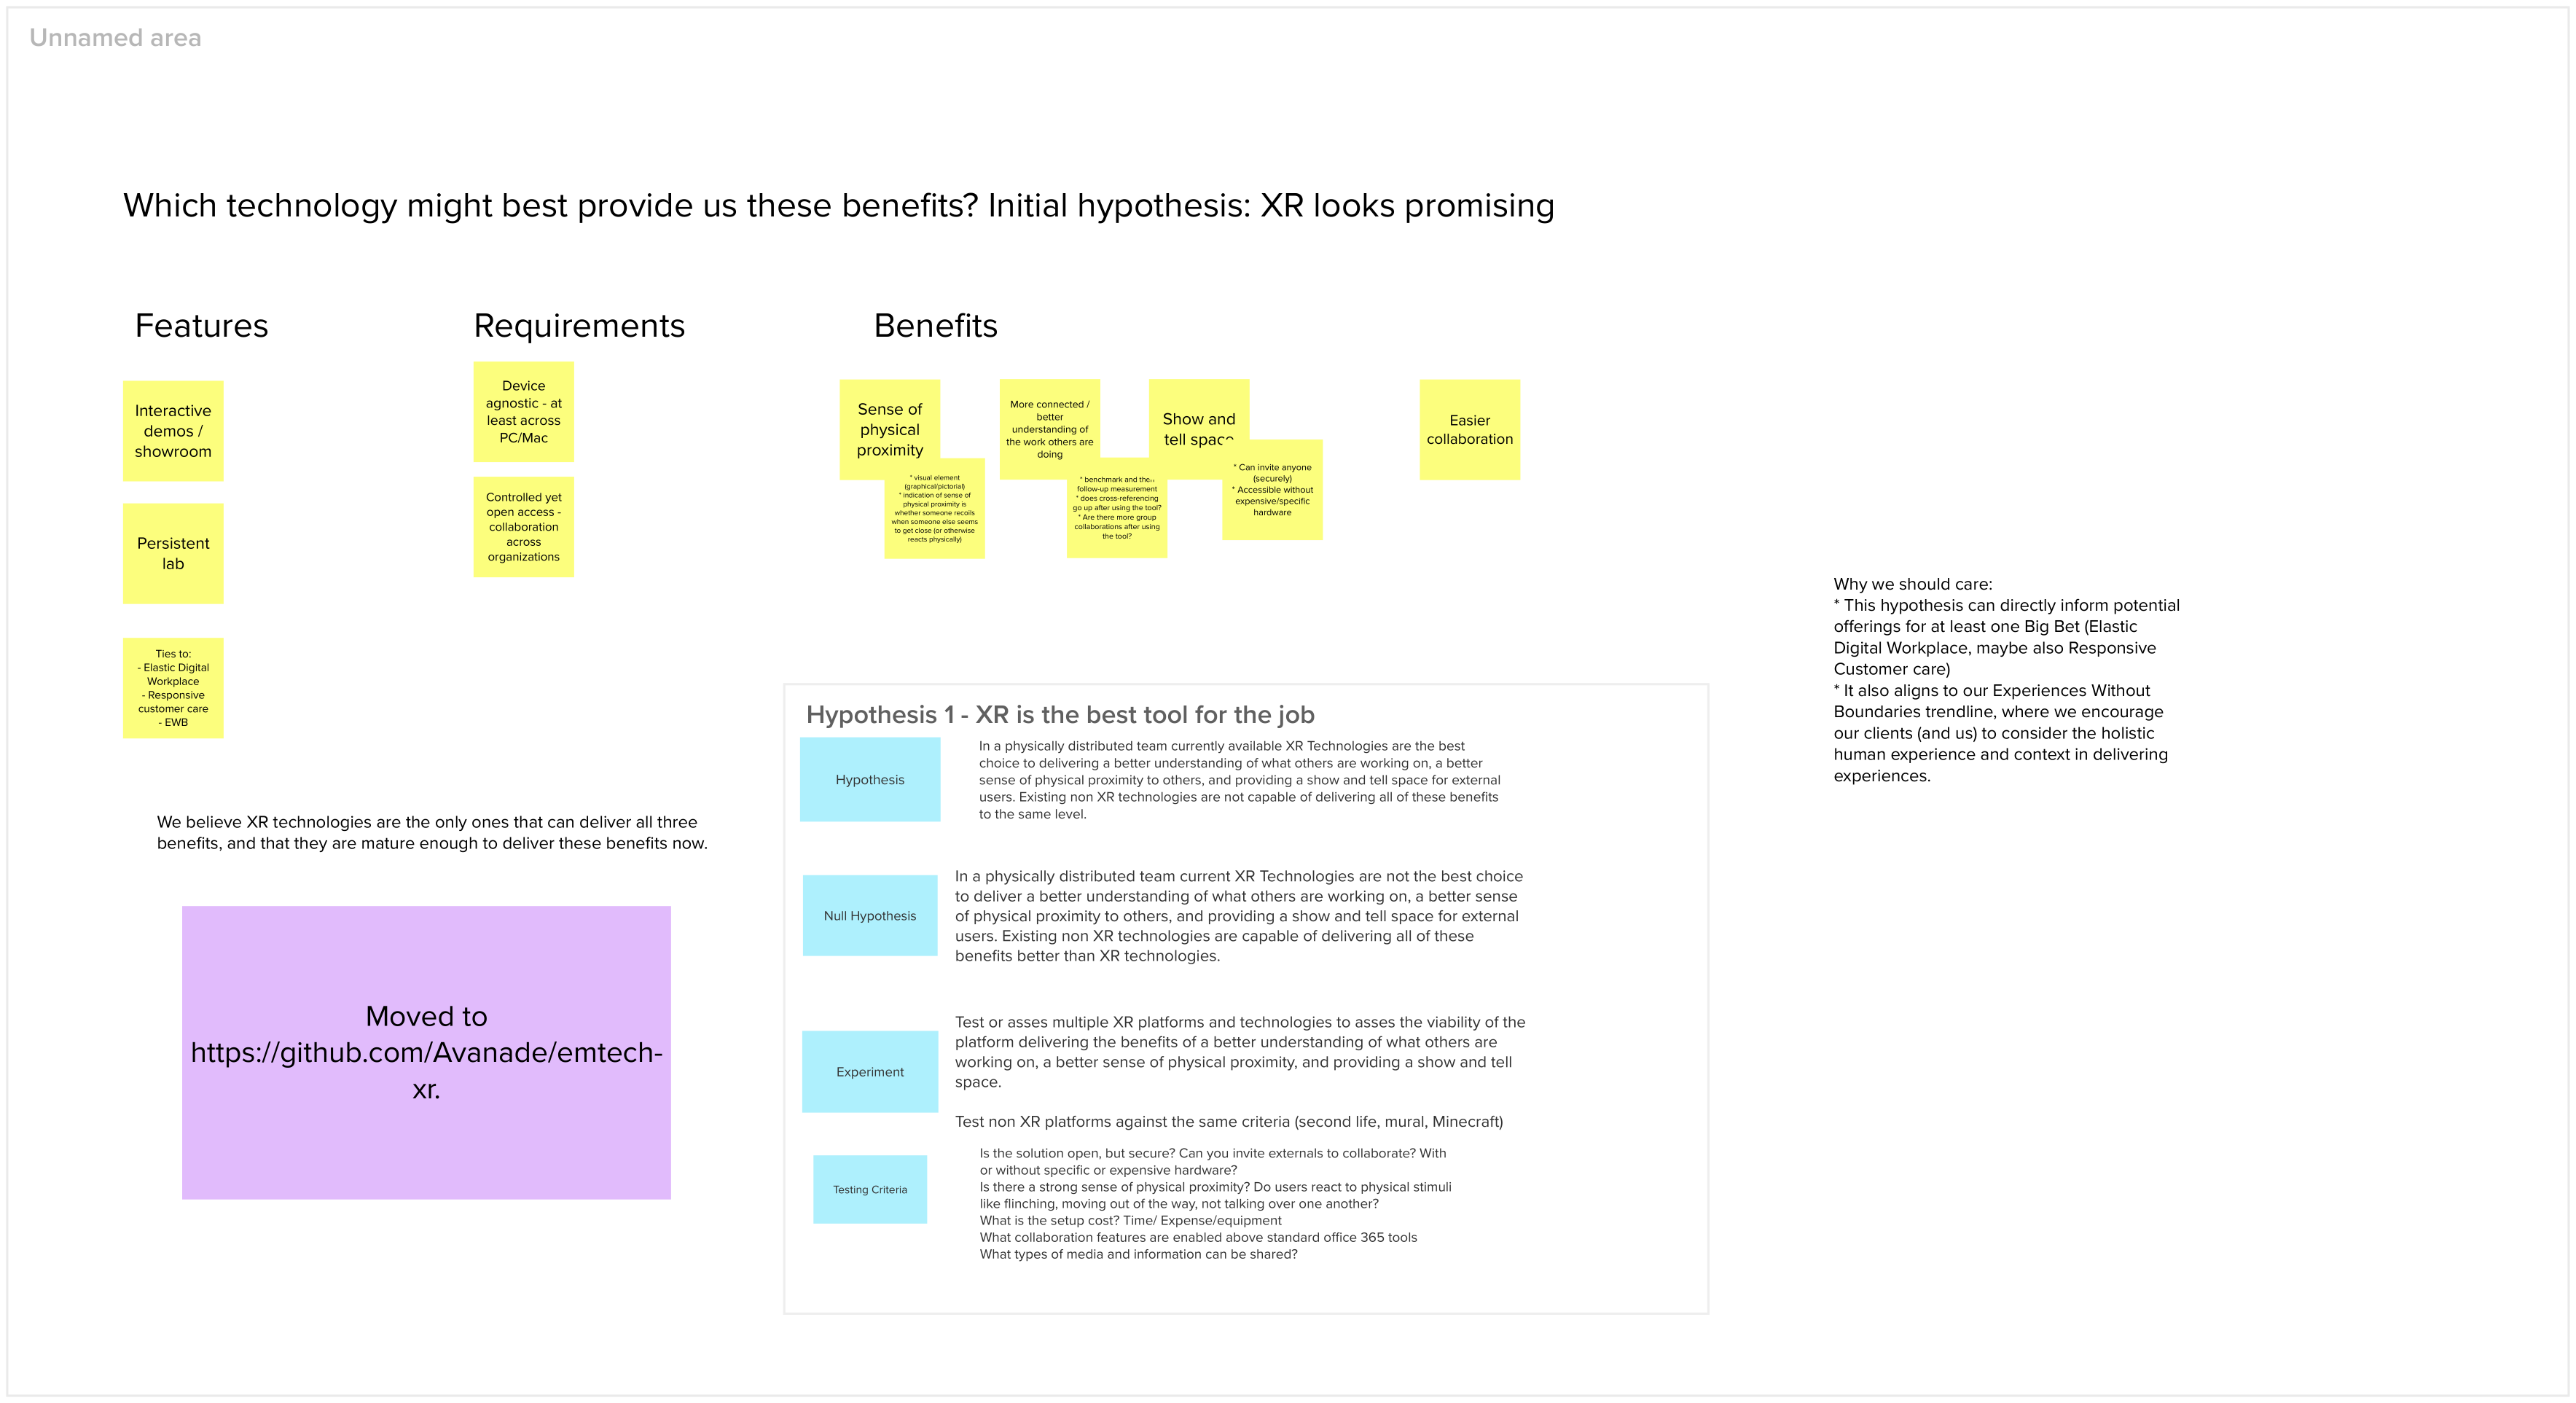 Unnamed area
Which technology might best provide us these benefits? Initial hypothesis: XR looks promising
Features
Interactive
demos /
showroom
Persistent
lab
Ties to:
- Elastic Digital
Workplace
- Responsive
customer care
- EWB
Requirements
Device
agnostic - at
least across
PC/Mac
Controlled yet
open access -
collaboration
across
organizations
Benefits
Sense of
physical
proximity
* visual element
(graphical/pictorial)
* indication of sense of
physical proximity is
whether someone recoils
when someone else seems
to get close (or otherwise
reacts physically)
More connected /
better
understanding of
the work others are
doing
* benchmark and then
follow-up measurement
* does cross-referencing
go up after using the tool?
* Are there more group
collaborations after using
the tool?
Show and
tell space
* Can invite anyone
(securely)
* Accessible without
expensive/specific
hardware
Easier
collaboration
Why we should care:
* This hypothesis can directly inform potential
offerings for at least one Big Bet (Elastic
Digital Workplace, maybe also Responsive
Customer care)
* It also aligns to our Experiences Without
Boundaries trendline, where we encourage
our clients (and us) to consider the holistic
human experience and context in delivering
experiences.
We believe XR technologies are the only ones that can deliver all three
benefits, and that they are mature enough to deliver these benefits now.
Moved to
https://github.com/Avanade/emtech-
xr.
Hypothesis 1 - XR is the best tool for the job
Hypothesis
In a physically distributed team currently available XR Technologies are the best
choice to delivering a better understanding of what others are working on, a better
sense of physical proximity to others, and providing a show and tell space for external
users. Existing non XR technologies are not capable of delivering all of these benefits
to the same level.
Null Hypothesis
In a physically distributed team current XR Technologies are not the best choice
to deliver a better understanding of what others are working on, a better sense
of physical proximity to others, and providing a show and tell space for external
users. Existing non XR technologies are capable of delivering all of these
benefits better than XR technologies.
Experiment
Test or asses multiple XR platforms and technologies to asses the viability of the
platform delivering the benefits of a better understanding of what others are
working on, a better sense of physical proximity, and providing a show and tell
space.
Test non XR platforms against the same criteria (second life, mural, Minecraft)
Testing Criteria
Is the solution open, but secure? Can you invite externals to collaborate? With
or without specific or expensive hardware?
Is there a strong sense of physical proximity? Do users react to physical stimuli
like flinching, moving out of the way, not talking over one another?
What is the setup cost? Time/ Expense/equipment
What collaboration features are enabled above standard office 365 tools
What types of media and information can be shared?